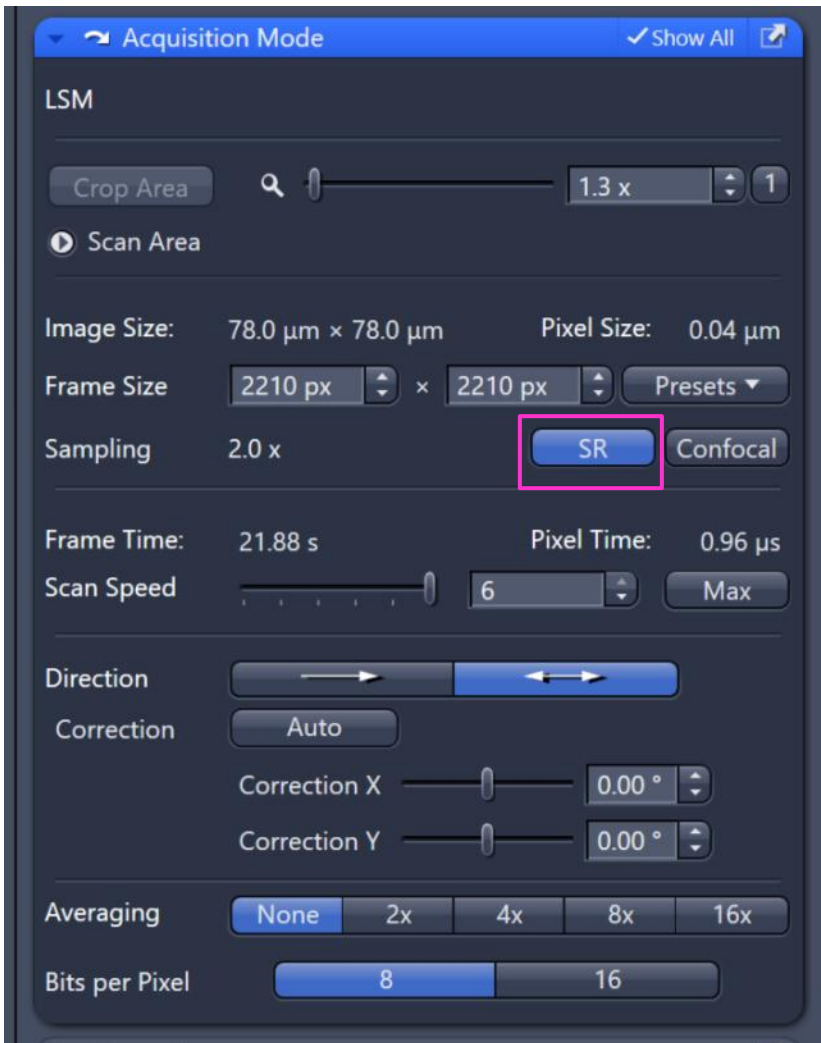 Acquisition Mode Show All
LSM
Crop Area 1.3 x 1
Scan Area
Image Size: 78.0 µm × 78.0 µm Pixel Size: 0.04 µm
Frame Size 2210 px × 2210 px Presets
Sampling 2.0 x SR Confocal
Frame Time: 21.88 s Pixel Time: 0.96 µs
Scan Speed 6 Max
Direction
Correction Auto
Correction X 0.00 °
Correction Y 0.00 °
Averaging None 2x 4x 8x 16x
Bits per Pixel 8 16